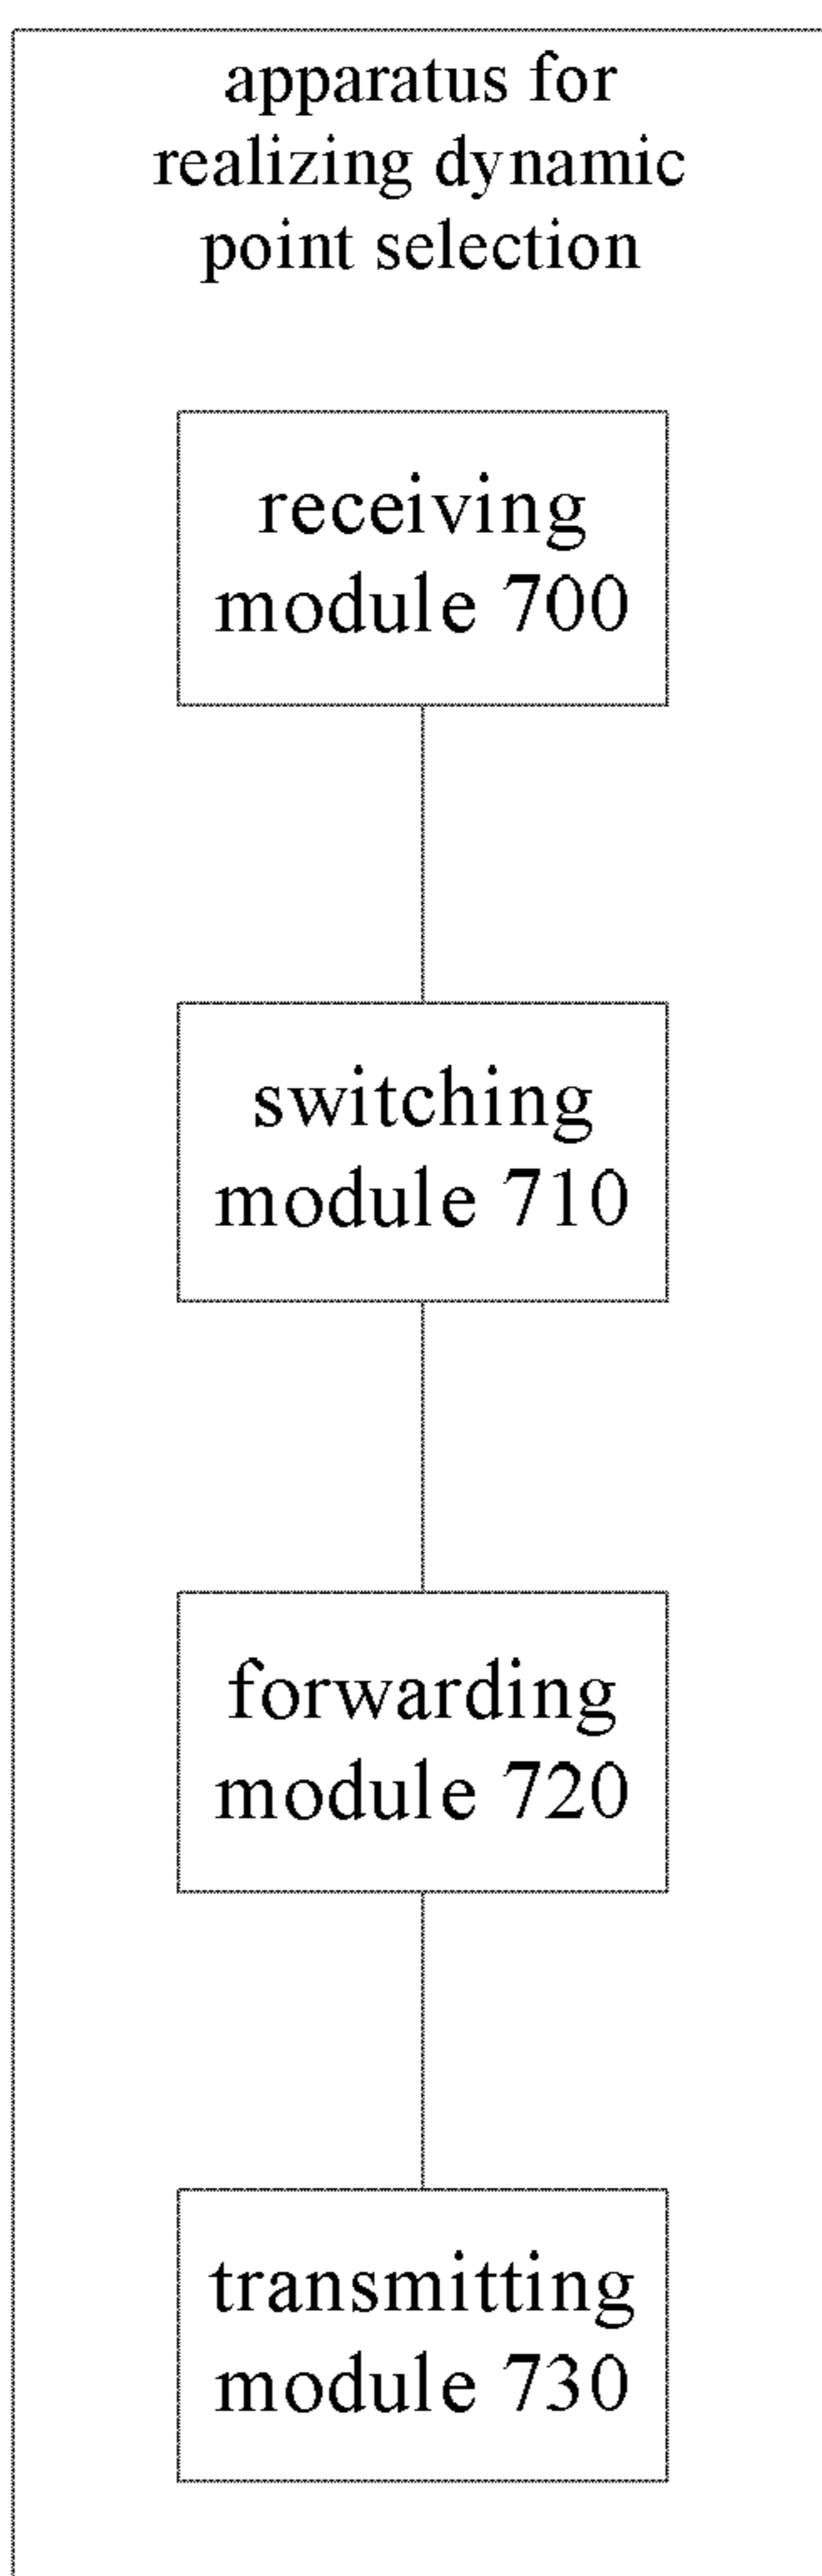 apparatus for
realizing dynamic
point selection
receiving
module 700
switching
module 710
forwarding
module 720
transmitting
module 730